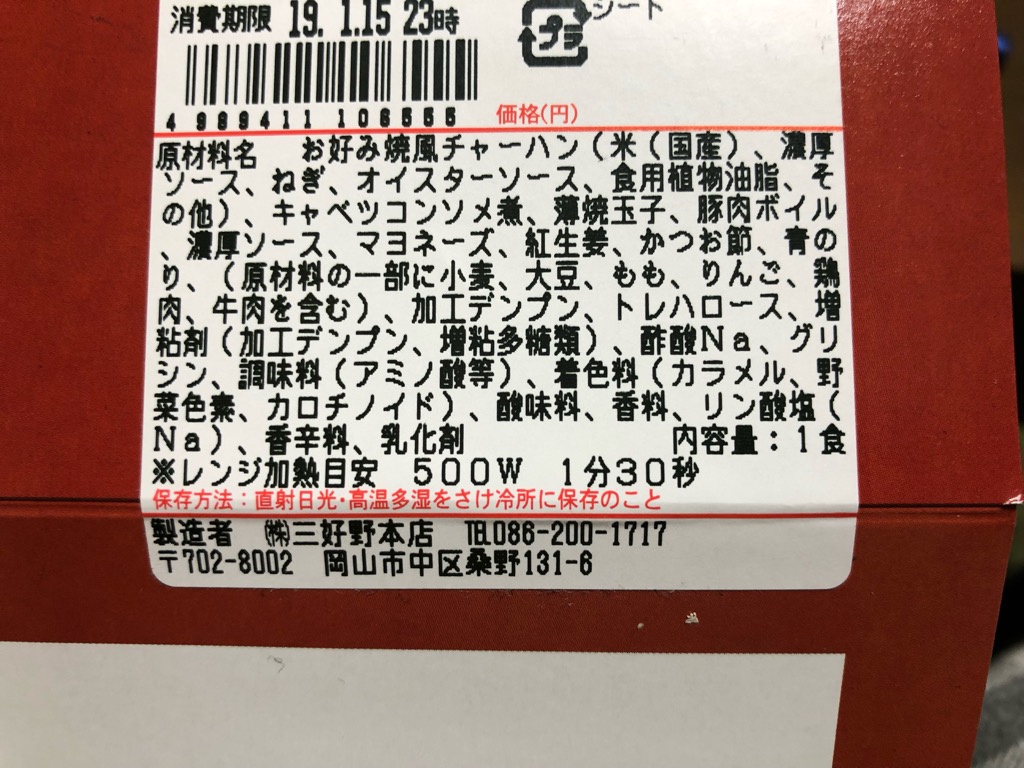 消費期限 19. 1.15 23時
プラ
シート
4 989411 106555
価格(円)
原材料名 お好み焼風チャーハン(米(国産)、濃厚
ソース、ねぎ、オイスターソース、食用植物油脂、そ
の他)、キャベツコンソメ煮、薄焼玉子、豚肉ボイル
、濃厚ソース、マヨネーズ、紅生姜、かつお節、青の
り、(原材料の一部に小麦、大豆、もも、りんご、鶏
肉、牛肉を含む)、加工デンプン、トレハロース、増
粘剤(加工デンプン、増粘多糖類)、酢酸Na、グリ
シン、調味料(アミノ酸等)、着色料(カラメル、野
菜色素、カロチノイド)、酸味料、香料、リン酸塩(
Na)、香辛料、乳化剤 内容量:1食
※レンジ加熱目安 500W 1分30秒
保存方法:直射日光・高温多湿をさけ冷所に保存のこと
製造者 ㈱三好野本店 TEL086-200-1717
〒702-8002 岡山市中区桑野131-6